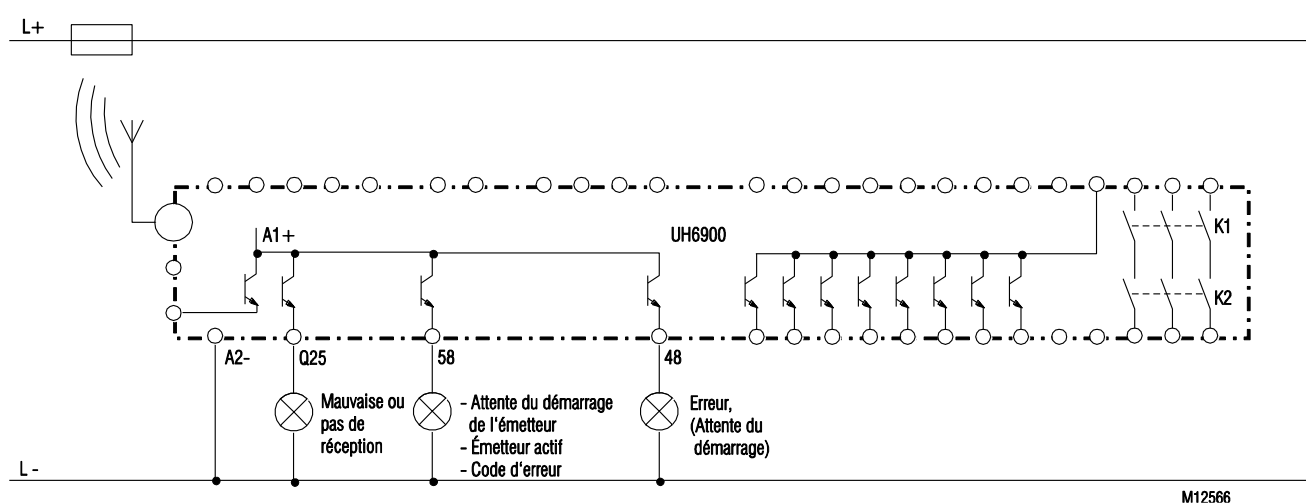 L+
A1+
UH6900
K1
K2
A2-
Q25
58
48
Mauvaise ou
pas de
réception
- Attente du démarrage
de l'émetteur
- Émetteur actif
- Code d'erreur
Erreur,
(Attente du
démarrage)
L -
M12566